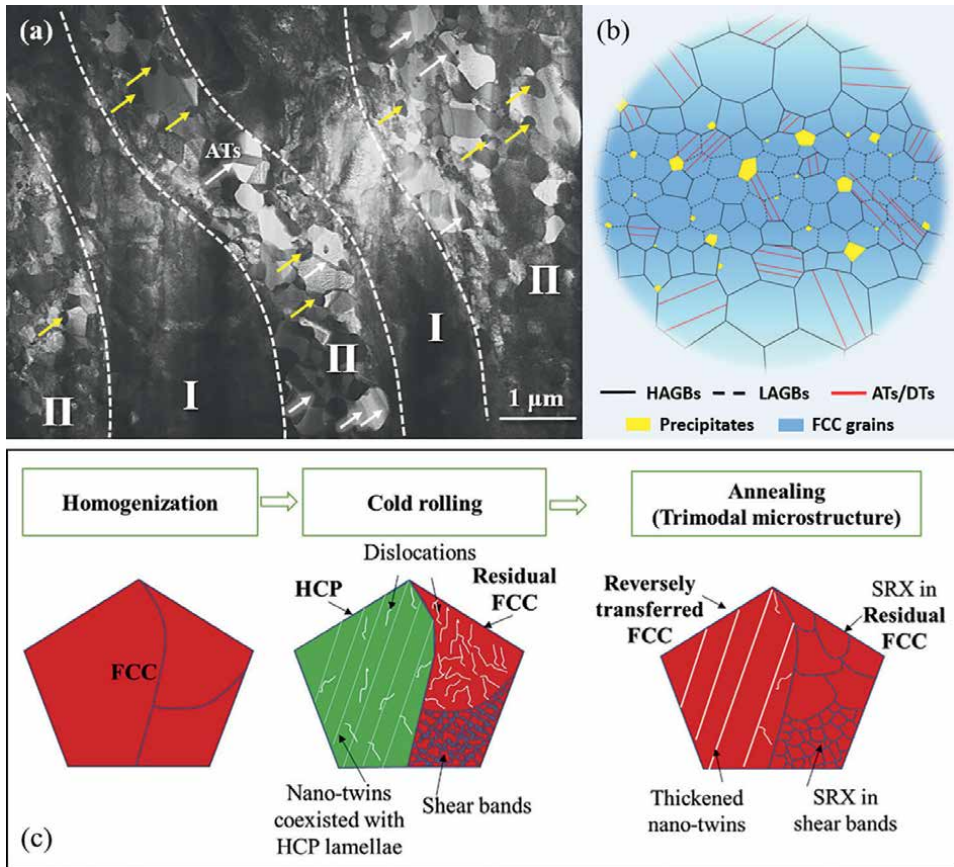 (a)
ATs
II
I
II
I
II
1 μm
(b)
HAGBs
LAGBs
ATs/DTs
Precipitates
FCC grains
Homogenization
Cold rolling
Annealing
(Trimodal microstructure)
FCC
Dislocations
HCP
Residual
FCC
Nano-twins
coexisted with
HCP lamellae
Shear bands
Reversely
transferred
FCC
SRX in
Residual
FCC
Thickened
nano-twins
SRX in
shear bands
(c)